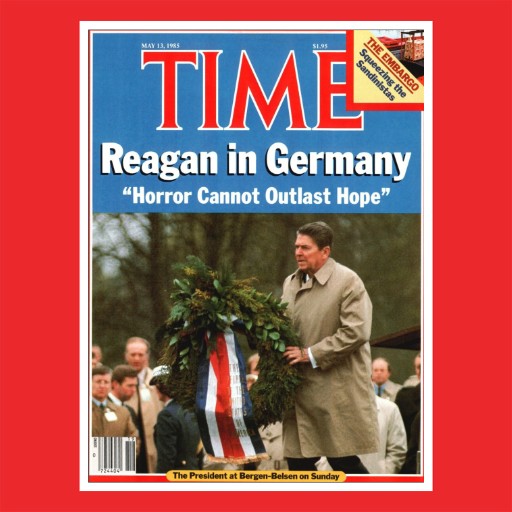 MAY 13, 1985
$1.95
TIME
THE EMBARGO
Squeezing the
Sandinistas
Reagan in Germany
“Horror Cannot Outlast Hope”
The President at Bergen-Belsen on Sunday
724404